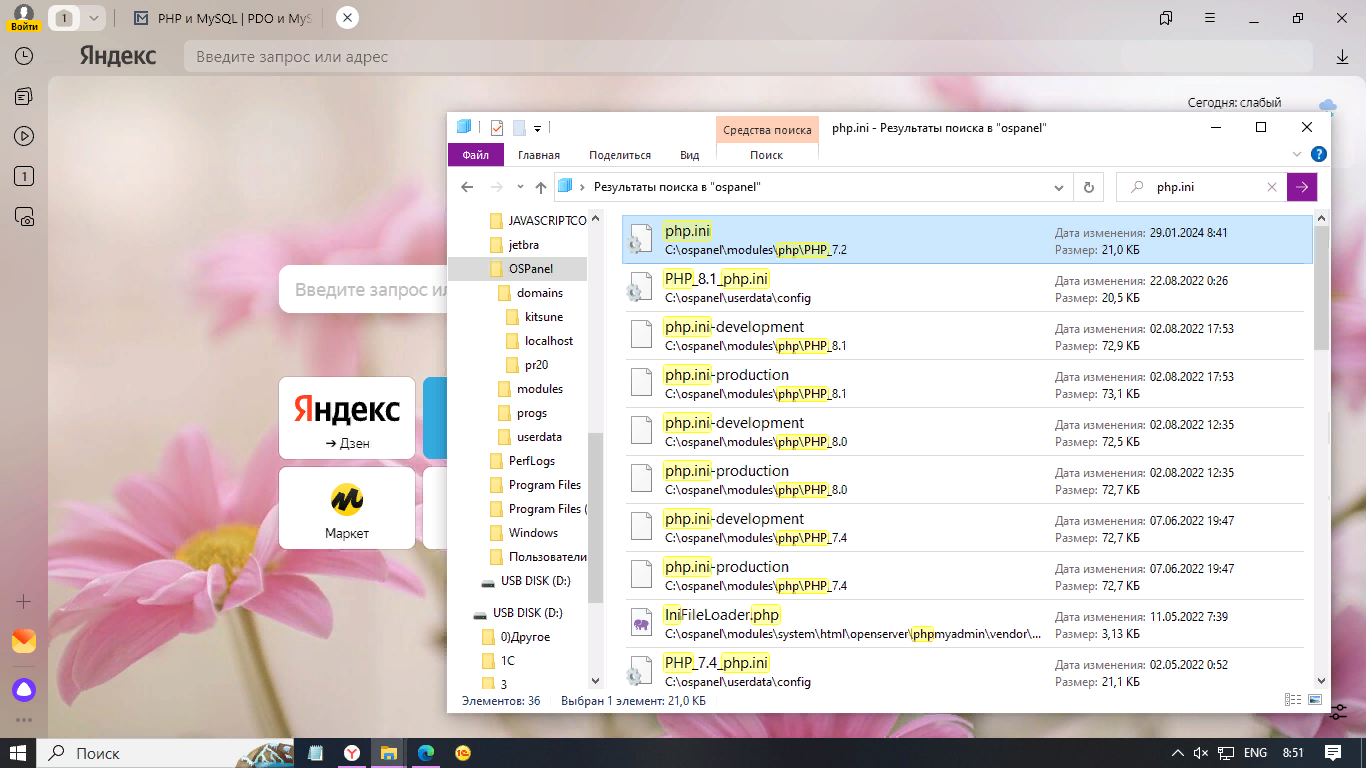 Войти
1
PHP и MySQL | PDO и MyS
Яндекс
Введите запрос или адрес
1
Сегодня: слабый
Введите запрос ил
Яндекс
➔ Дзен
Маркет
Средства поиска
php.ini - Результаты поиска в "ospanel"
Файл
Главная
Поделиться
Вид
Поиск
Результаты поиска в "ospanel"
php.ini
JAVASCRIPTCO
jetbra
OSPanel
domains
kitsune
localhost
pr20
modules
progs
userdata
PerfLogs
Program Files
Program Files (
Windows
Пользователи
USB DISK (D:)
USB DISK (D:)
0)Другое
1C
3
php.ini
C:\ospanel\modules\php\PHP_7.2
Дата изменения: 29.01.2024 8:41
Размер: 21,0 КБ
PHP_8.1_php.ini
C:\ospanel\userdata\config
Дата изменения: 22.08.2022 0:26
Размер: 20,5 КБ
php.ini-development
C:\ospanel\modules\php\PHP_8.1
Дата изменения: 02.08.2022 17:53
Размер: 72,9 КБ
php.ini-production
C:\ospanel\modules\php\PHP_8.1
Дата изменения: 02.08.2022 17:53
Размер: 73,1 КБ
php.ini-development
C:\ospanel\modules\php\PHP_8.0
Дата изменения: 02.08.2022 12:35
Размер: 72,5 КБ
php.ini-production
C:\ospanel\modules\php\PHP_8.0
Дата изменения: 02.08.2022 12:35
Размер: 72,7 КБ
php.ini-development
C:\ospanel\modules\php\PHP_7.4
Дата изменения: 07.06.2022 19:47
Размер: 72,7 КБ
php.ini-production
C:\ospanel\modules\php\PHP_7.4
Дата изменения: 07.06.2022 19:47
Размер: 72,7 КБ
IniFileLoader.php
C:\ospanel\modules\system\html\openserver\phpmyadmin\vendor\...
Дата изменения: 11.05.2022 7:39
Размер: 3,13 КБ
PHP_7.4_php.ini
C:\ospanel\userdata\config
Дата изменения: 02.05.2022 0:52
Размер: 21,1 КБ
Элементов: 36
Выбран 1 элемент: 21,0 КБ
Поиск
ENG
8:51